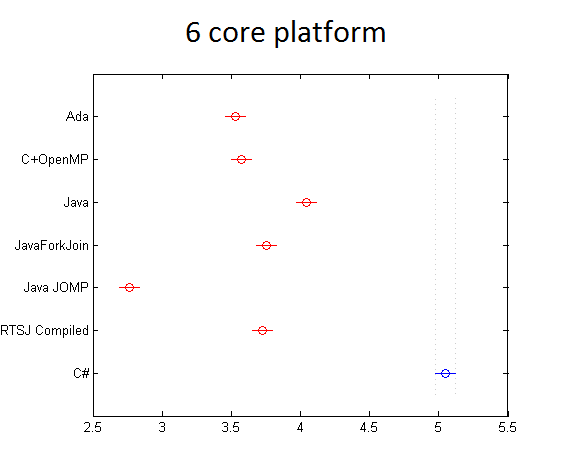 6 core platform
Ada
C+OpenMP
Java
JavaForkJoin
Java JOMP
RTSJ Compiled
C#
2.5 3 3.5 4 4.5 5 5.5